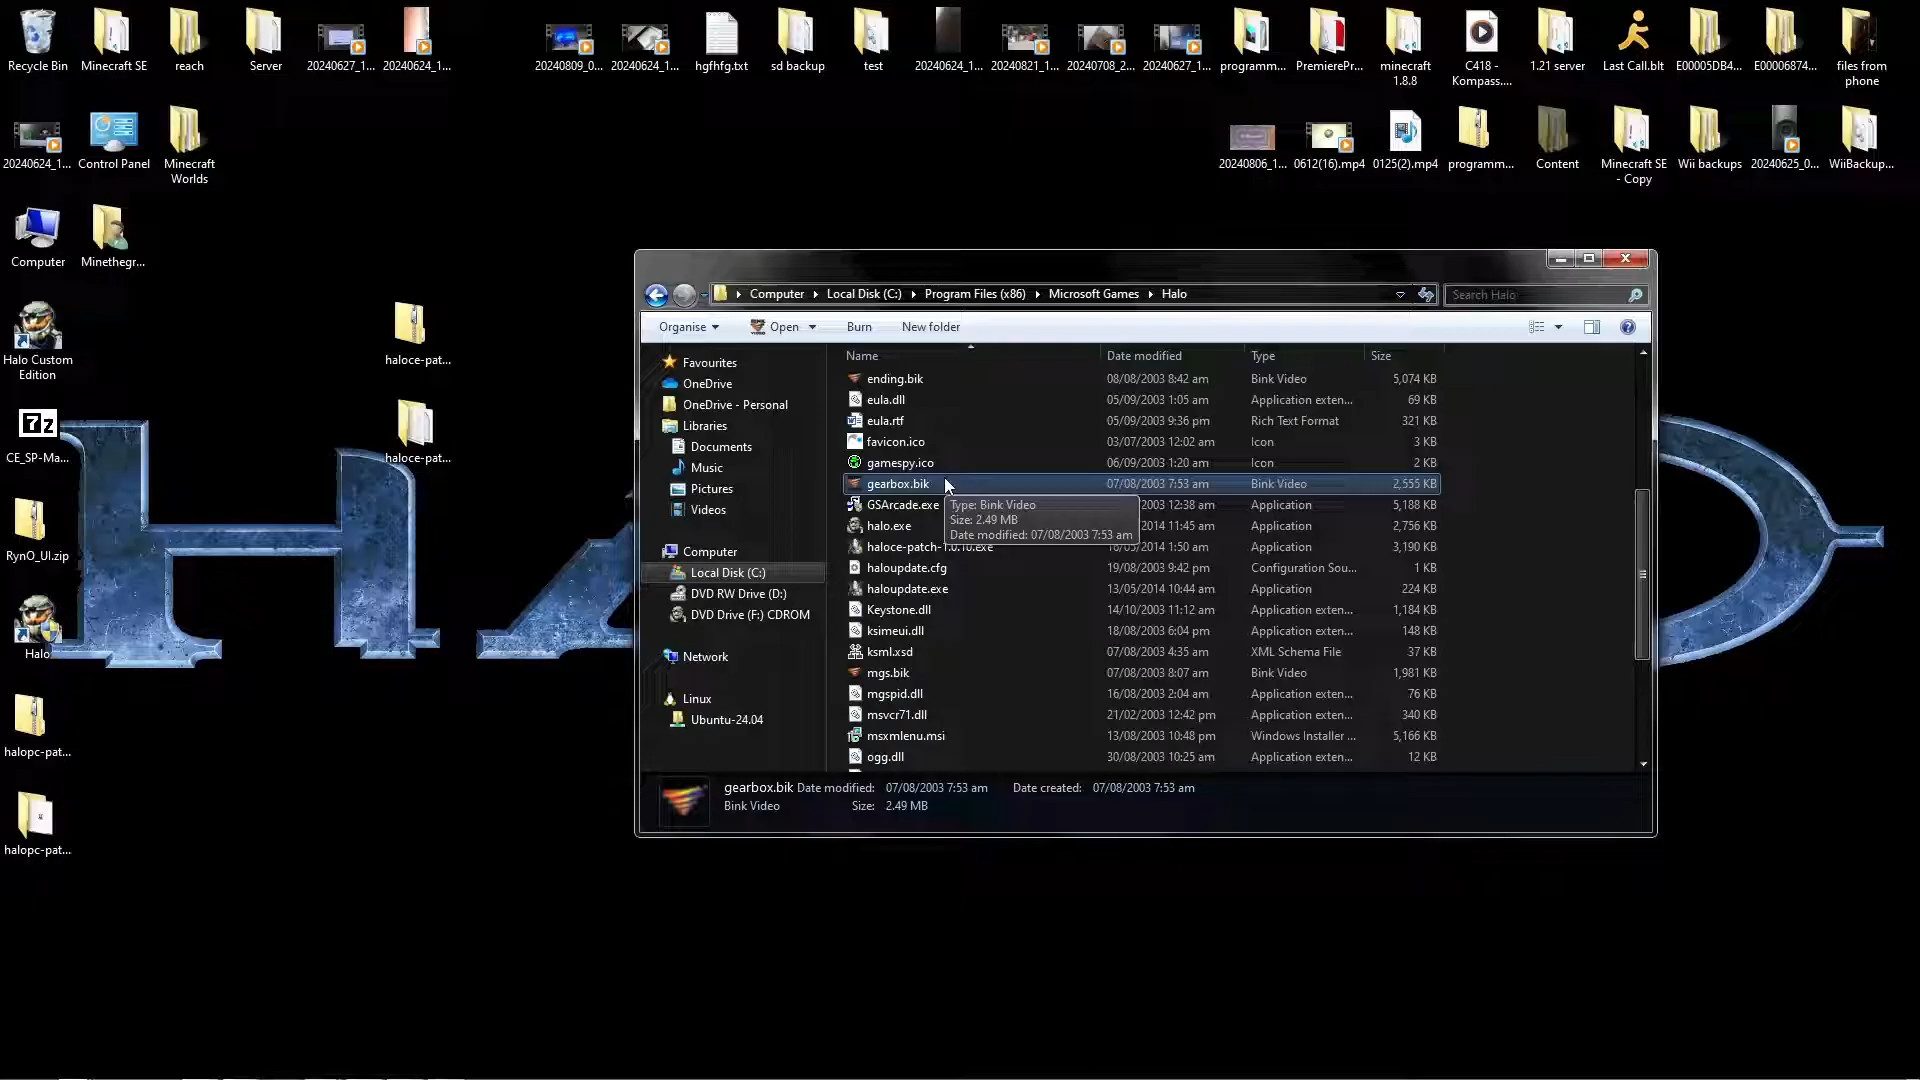 Recycle Bin
Minecraft SE
reach
Server
20240627_1...
20240624_1...
20240809_0...
20240624_1...
hgfhfg.txt
sd backup
test
20240624_1...
20240821_1...
20240708_2...
20240627_1...
programm...
PremierePr...
minecraft
1.8.8
C418 -
Kompass....
1.21 server
Last Call.blt
E00005DB4...
E00006874...
files from
phone
20240624_1...
Control Panel
Minecraft
Worlds
20240806_1...
0612(16).mp4
0125(2).mp4
programm...
Content
Minecraft SE
- Copy
Wii backups
20240625_0...
WiiBackup...
Computer
Minethegr...
Halo Custom
Edition
haloce-pat...
7z
CE_SP-Ma...
haloce-pat...
RynO_UI.zip
Halo
halopc-pat...
halopc-pat...
HA
Computer
Local Disk (C:)
Program Files (x86)
Microsoft Games
Halo
Search Halo
Organise
Open
Burn
New folder
Favourites
OneDrive
OneDrive - Personal
Libraries
Documents
Music
Pictures
Videos
Computer
Local Disk (C:)
DVD RW Drive (D:)
DVD Drive (F:) CDROM
Network
Linux
Ubuntu-24.04
Name Date modified Type Size
ending.bik 08/08/2003 8:42 am Bink Video 5,074 KB
eula.dll 05/09/2003 1:05 am Application exten... 69 KB
eula.rtf 05/09/2003 9:36 pm Rich Text Format 321 KB
favicon.ico 03/07/2003 12:02 am Icon 3 KB
gamespy.ico 06/09/2003 1:20 am Icon 2 KB
gearbox.bik 07/08/2003 7:53 am Bink Video 2,555 KB
GSArcade.exe 2003 12:38 am Application 5,188 KB
halo.exe 2014 11:45 am Application 2,756 KB
haloce-patch-1.0.10.exe 2014 1:50 am Application 3,190 KB
haloupdate.cfg 19/08/2003 9:42 pm Configuration Sou... 1 KB
haloupdate.exe 13/05/2014 10:44 am Application 224 KB
Keystone.dll 14/10/2003 11:12 am Application exten... 1,184 KB
ksimeui.dll 18/08/2003 6:04 pm Application exten... 148 KB
ksml.xsd 07/08/2003 4:35 am XML Schema File 37 KB
mgs.bik 07/08/2003 8:07 am Bink Video 1,981 KB
mgspid.dll 16/08/2003 2:04 am Application exten... 76 KB
msvcr71.dll 21/02/2003 12:42 pm Application exten... 340 KB
msxmlenu.msi 13/08/2003 10:48 pm Windows Installer ... 5,166 KB
ogg.dll 30/08/2003 10:25 am Application exten... 12 KB
Type: Bink Video
Size: 2.49 MB
Date modified: 07/08/2003 7:53 am
gearbox.bik Date modified: 07/08/2003 7:53 am Date created: 07/08/2003 7:53 am
Bink Video Size: 2.49 MB